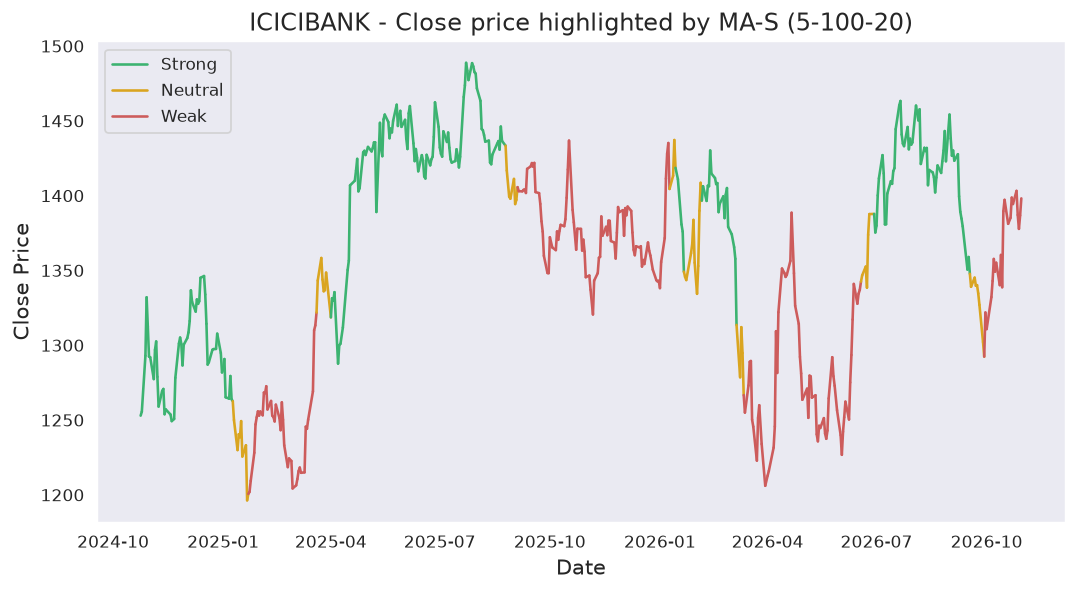 ICICIBANK - Close price highlighted by MA-S (5-100-20)
1500
1450
1400
1350
1300
1250
1200
Close Price
Strong
Neutral
Weak
2024-10 2025-01 2025-04 2025-07 2025-10 2026-01 2026-04 2026-07 2026-10
Date